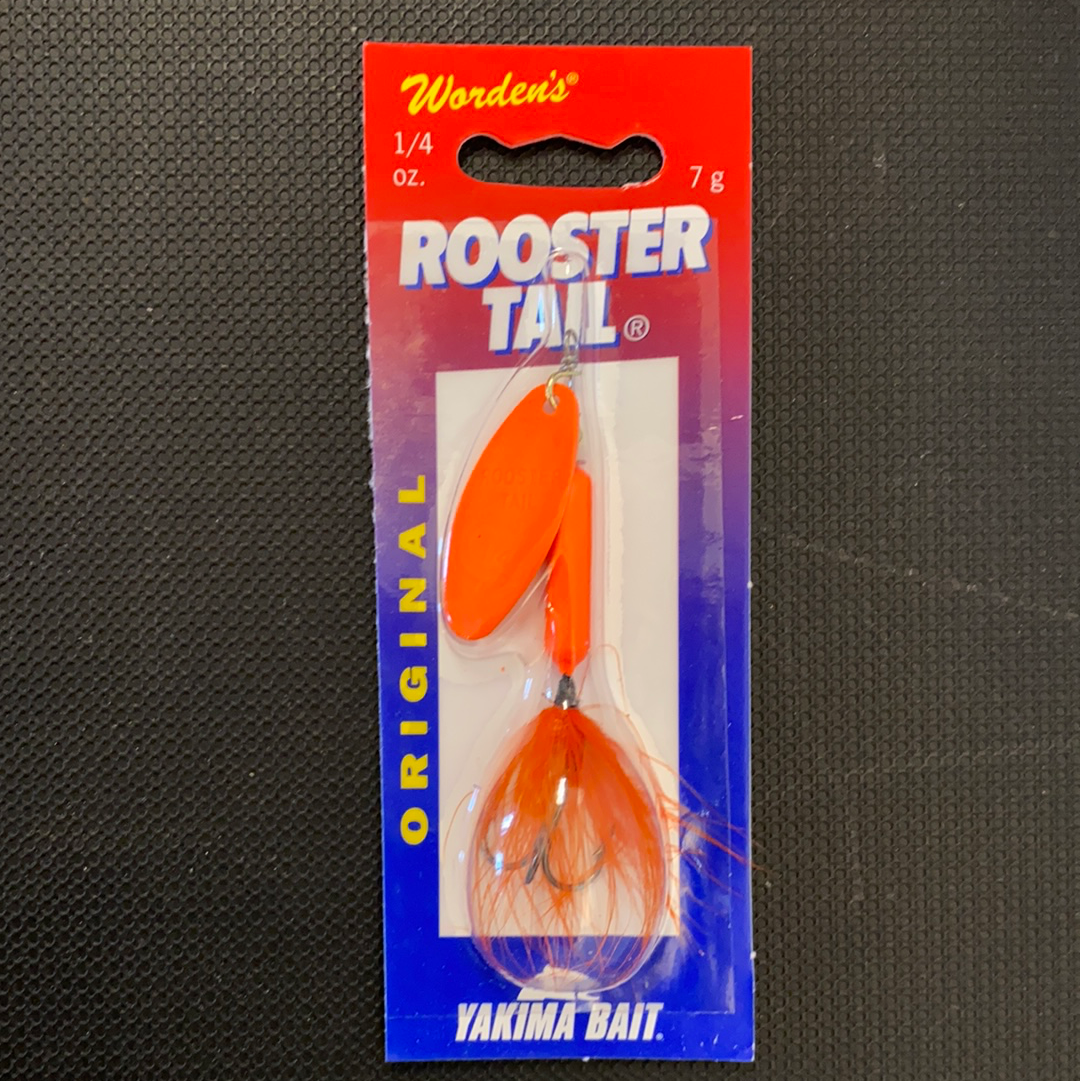 Worden's®
1/4
oz.
7 g
ROOSTER
TAIL®
ORIGINAL
YAKIMA BAIT.